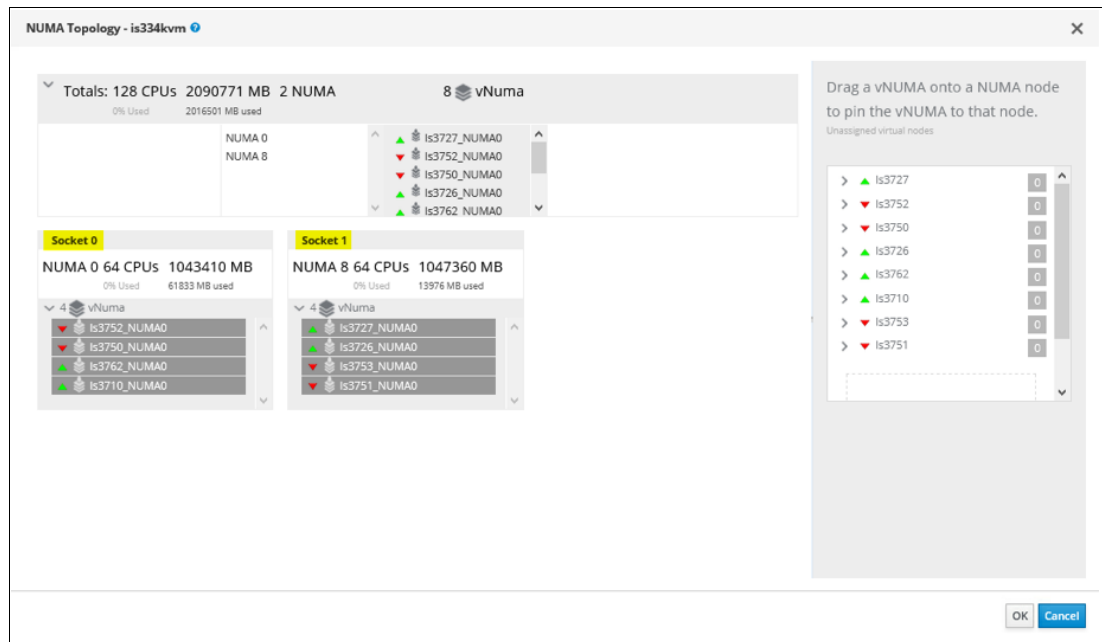 NUMA Topology - is334kvm
Totals: 128 CPUs 2090771 MB 2 NUMA 8 vNuma
0% Used 2016501 MB used
NUMA 0
NUMA 8
ls3727_NUMA0
ls3752_NUMA0
ls3750_NUMA0
ls3726_NUMA0
ls3762_NUMA0
Socket 0
NUMA 0 64 CPUs 1043410 MB
0% Used 61833 MB used
4 vNuma
ls3752_NUMA0
ls3750_NUMA0
ls3762_NUMA0
ls3710_NUMA0
Socket 1
NUMA 8 64 CPUs 1047360 MB
0% Used 13976 MB used
4 vNuma
ls3727_NUMA0
ls3726_NUMA0
ls3753_NUMA0
ls3751_NUMA0
Drag a vNUMA onto a NUMA node
to pin the vNUMA to that node.
Unassigned virtual nodes
ls3727 0
ls3752 0
ls3750 0
ls3726 0
ls3762 0
ls3710 0
ls3753 0
ls3751 0
OK Cancel